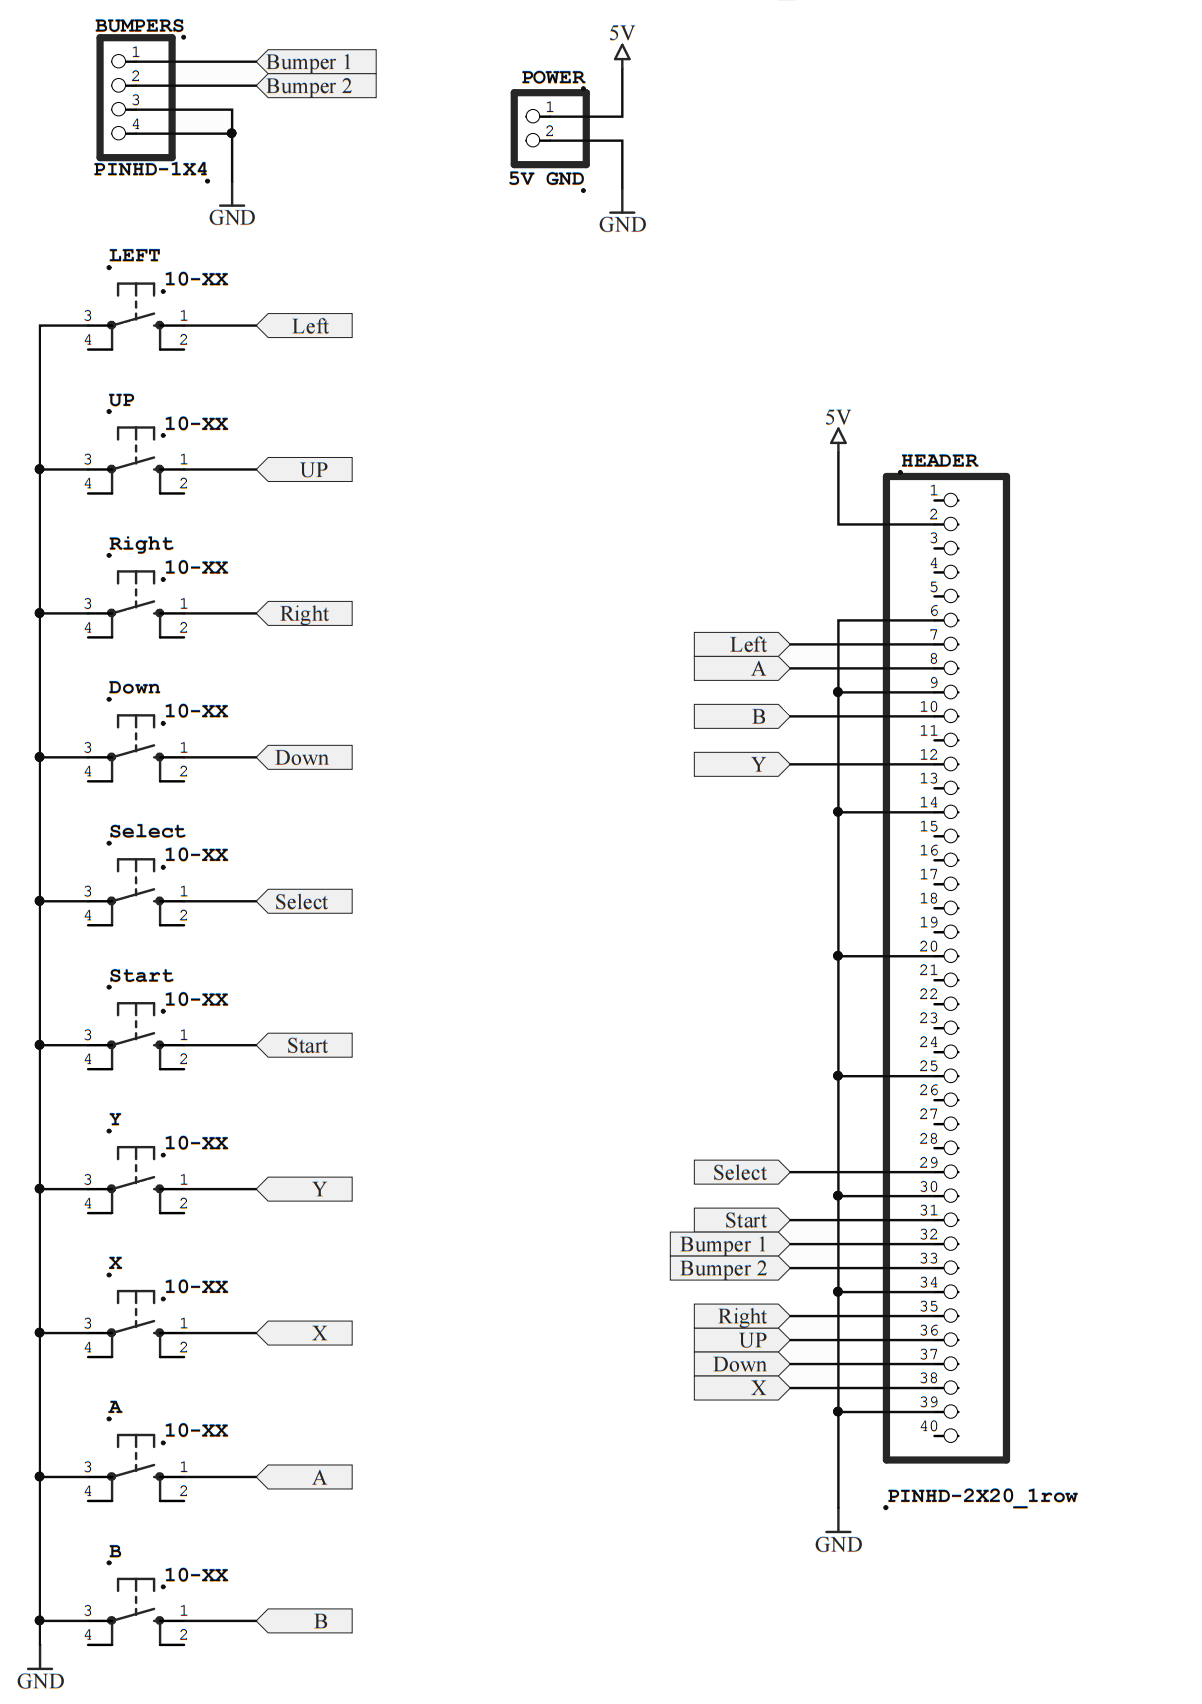 BUMPERS
1
2
3
4
Bumper 1
Bumper 2
PINHD-1X4
GND
5V
POWER
1
2
5V GND
GND
LEFT
10-XX
3
4
1
2
Left
UP
10-XX
3
4
1
2
UP
Right
10-XX
3
4
1
2
Right
Down
10-XX
3
4
1
2
Down
Select
10-XX
3
4
1
2
Select
Start
10-XX
3
4
1
2
Start
Y
10-XX
3
4
1
2
Y
X
10-XX
3
4
1
2
X
A
10-XX
3
4
1
2
A
B
10-XX
3
4
1
2
B
GND
5V
HEADER
1
2
3
4
5
6
Left 7
A 8
9
B 10
11
Y 12
13
14
15
16
17
18
19
20
21
22
23
24
25
26
27
28
Select 29
30
Start 31
Bumper 1 32
Bumper 2 33
34
Right 35
UP 36
Down 37
X 38
39
40
PINHD-2X20_1row
GND